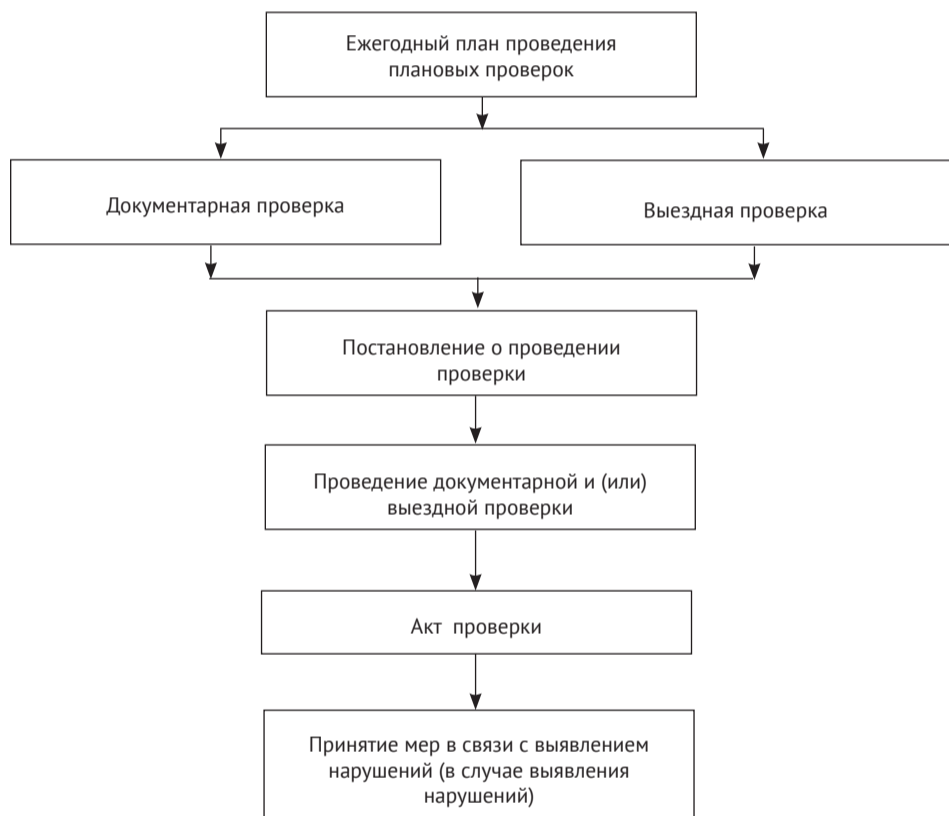 Ежегодный план проведения
плановых проверок
Документарная проверка
Выездная проверка
Постановление о проведении
проверки
Проведение документарной и (или)
выездной проверки
Акт проверки
Принятие мер в связи с выявлением
нарушений (в случае выявления
нарушений)